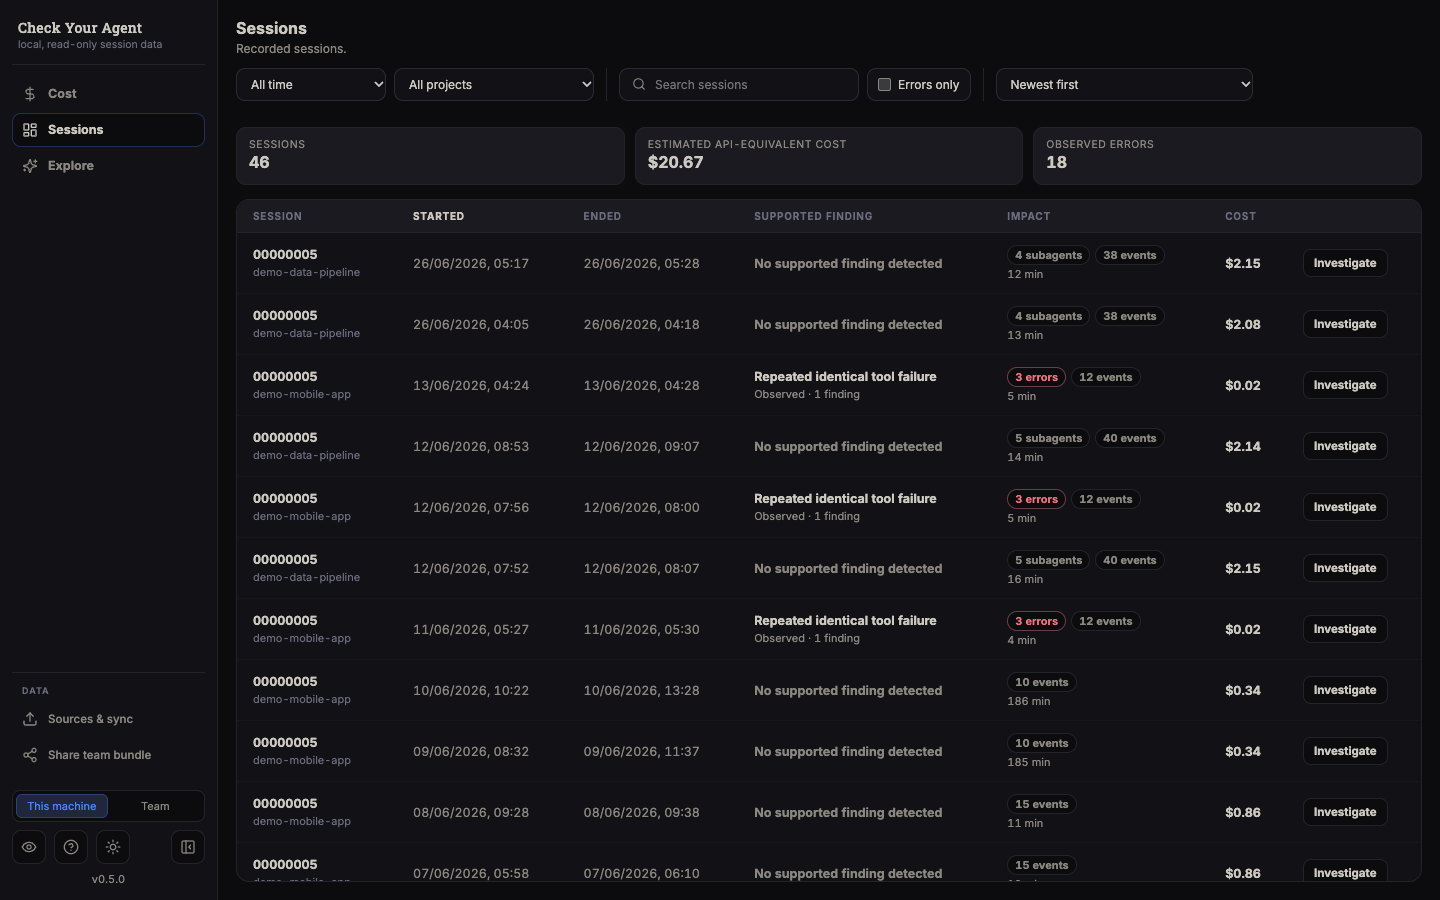 Check Your Agent
local, read-only session data
Cost
Sessions
Explore
DATA
Sources & sync
Share team bundle
This machine
Team
v0.5.0
Sessions
Recorded sessions.
All time
All projects
Search sessions
Errors only
Newest first
SESSIONS
46
ESTIMATED API-EQUIVALENT COST
$20.67
OBSERVED ERRORS
18
SESSION STARTED ENDED SUPPORTED FINDING IMPACT COST
00000005
demo-data-pipeline
26/06/2026, 05:17
26/06/2026, 05:28
No supported finding detected
4 subagents
38 events
12 min
$2.15
Investigate
00000005
demo-data-pipeline
26/06/2026, 04:05
26/06/2026, 04:18
No supported finding detected
4 subagents
38 events
13 min
$2.08
Investigate
00000005
demo-mobile-app
13/06/2026, 04:24
13/06/2026, 04:28
Repeated identical tool failure
Observed · 1 finding
3 errors
12 events
5 min
$0.02
Investigate
00000005
demo-data-pipeline
12/06/2026, 08:53
12/06/2026, 09:07
No supported finding detected
5 subagents
40 events
14 min
$2.14
Investigate
00000005
demo-mobile-app
12/06/2026, 07:56
12/06/2026, 08:00
Repeated identical tool failure
Observed · 1 finding
3 errors
12 events
5 min
$0.02
Investigate
00000005
demo-data-pipeline
12/06/2026, 07:52
12/06/2026, 08:07
No supported finding detected
5 subagents
40 events
16 min
$2.15
Investigate
00000005
demo-mobile-app
11/06/2026, 05:27
11/06/2026, 05:30
Repeated identical tool failure
Observed · 1 finding
3 errors
12 events
4 min
$0.02
Investigate
00000005
demo-mobile-app
10/06/2026, 10:22
10/06/2026, 13:28
No supported finding detected
10 events
186 min
$0.34
Investigate
00000005
demo-mobile-app
09/06/2026, 08:32
09/06/2026, 11:37
No supported finding detected
10 events
185 min
$0.34
Investigate
00000005
demo-mobile-app
08/06/2026, 09:28
08/06/2026, 09:38
No supported finding detected
15 events
11 min
$0.86
Investigate
00000005
07/06/2026, 05:58
07/06/2026, 06:10
No supported finding detected
15 events
$0.86
Investigate